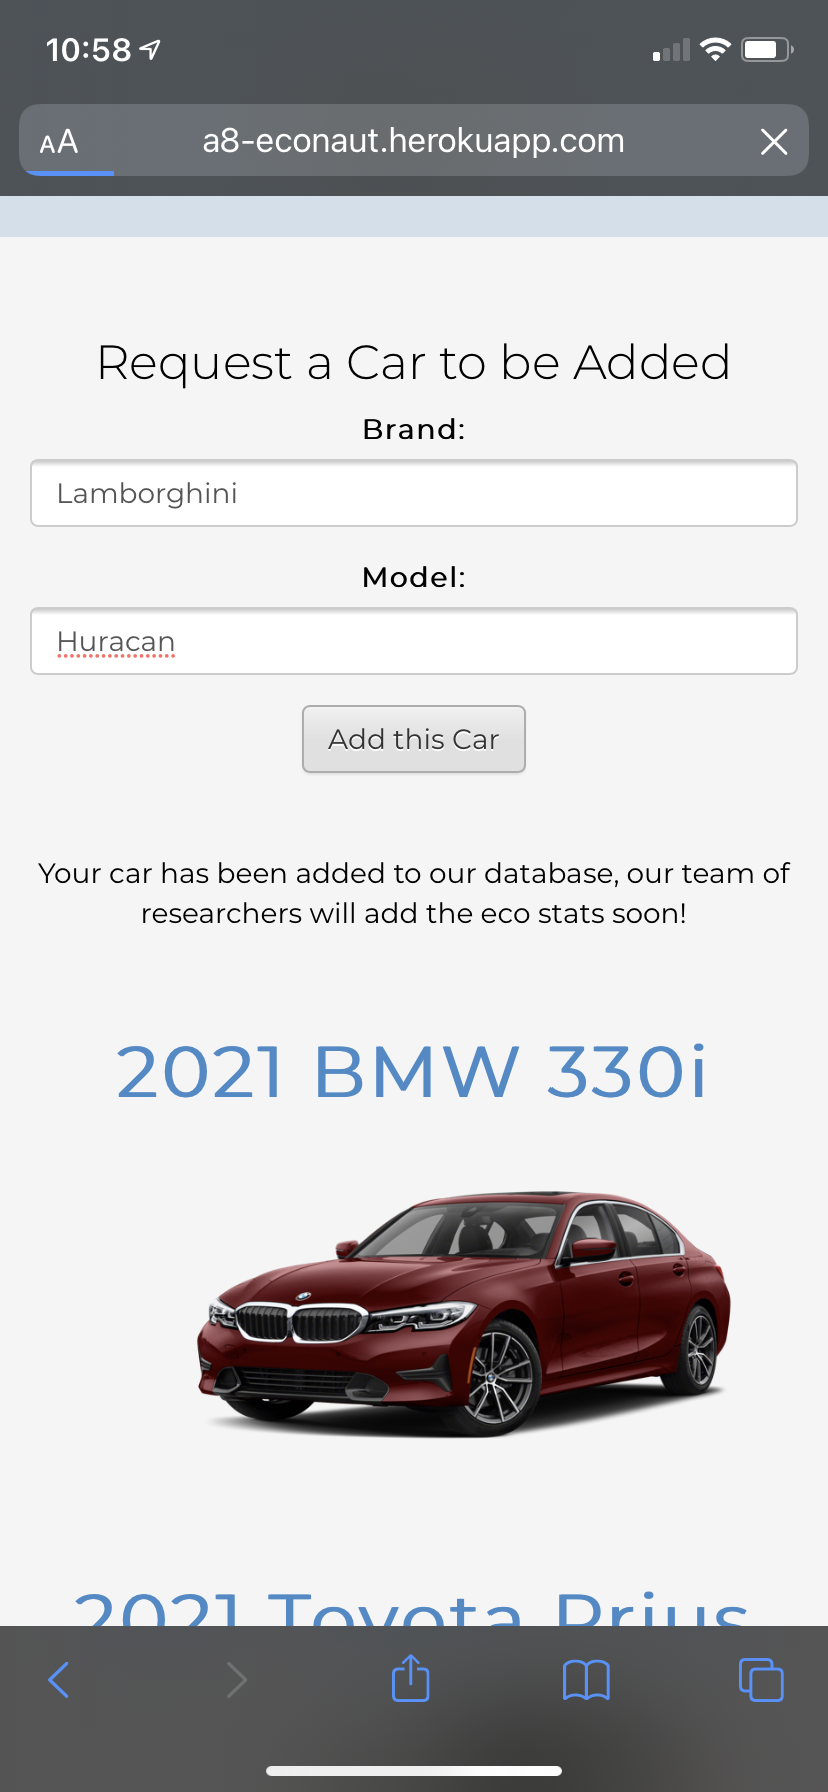 10:58
AA a8-econaut.herokuapp.com
Request a Car to be Added
Brand:
Lamborghini
Model:
Huracan
Add this Car
Your car has been added to our database, our team of
researchers will add the eco stats soon!
2021 BMW 330i
2021 Toyota Prius